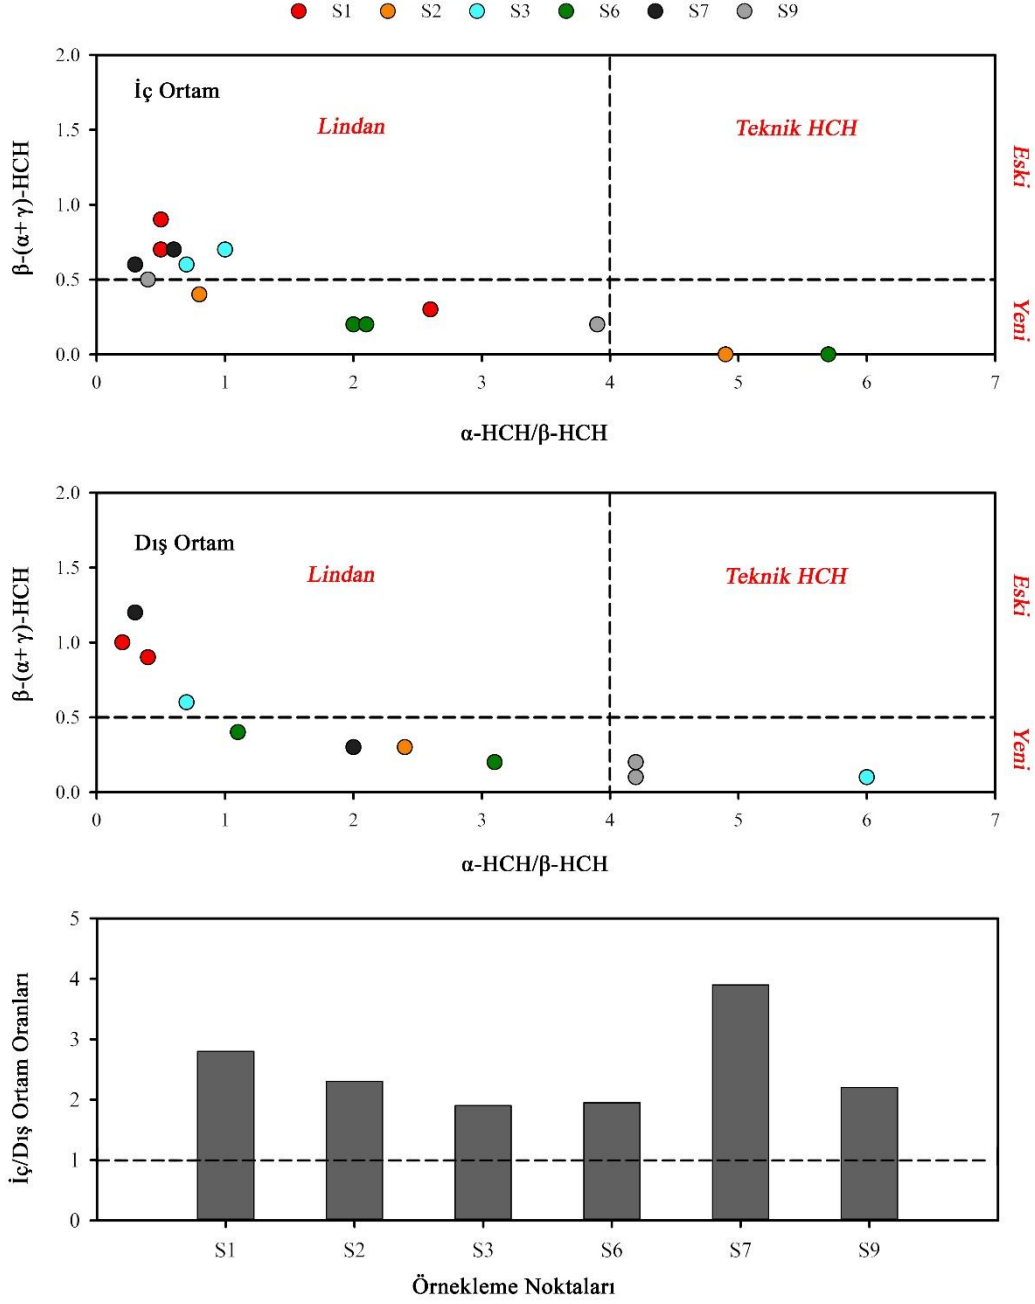 S1 S2 S3 S6 S7 S9
2.0
İç Ortam
1.5
Lindan
Teknik HCH
Eski
β-(α+ γ)-HCH
1.0
0.5
Yeni
0.0
0 1 2 3 4 5 6 7
α-HCH/β-HCH
2.0
Dış Ortam
1.5
Lindan
Teknik HCH
Eski
β-(α+ γ)-HCH
1.0
0.5
Yeni
0.0
0 1 2 3 4 5 6 7
α-HCH/β-HCH
5
4
3
İç/Dış Ortam Oranları
2
1
0
S1 S2 S3 S6 S7 S9
Örnekleme Noktaları